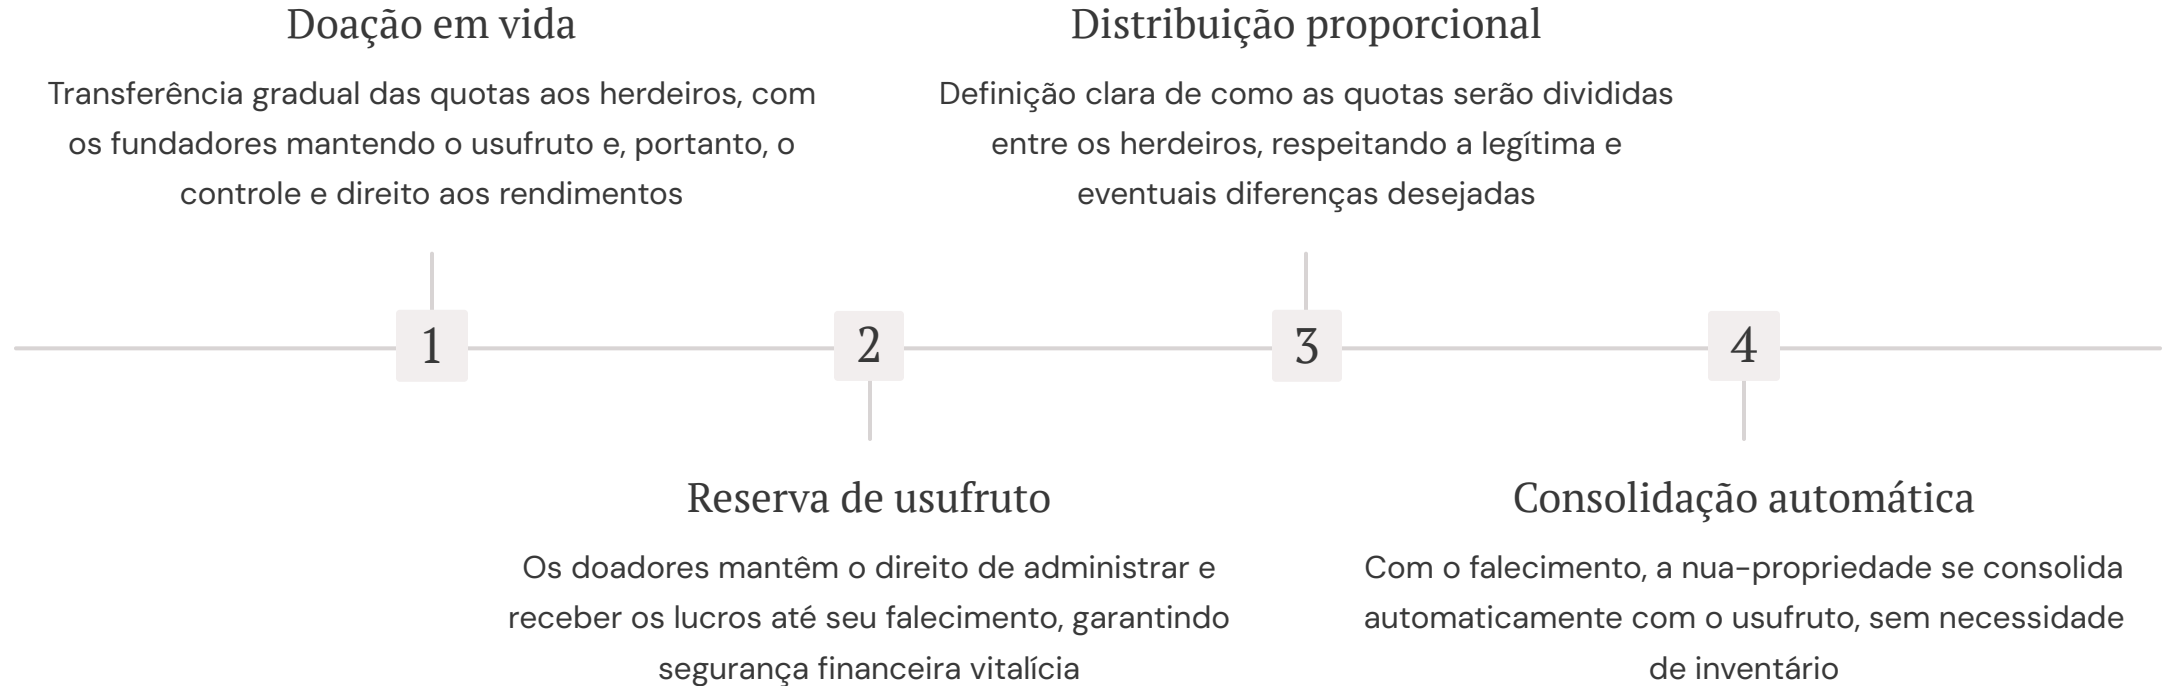 Doação em vida
Transferência gradual das quotas aos herdeiros, com
os fundadores mantendo o usufruto e, portanto, o
controle e direito aos rendimentos
1
2
Reserva de usufruto
Os doadores mantêm o direito de administrar e
receber os lucros até seu falecimento, garantindo
segurança financeira vitalícia
Distribuição proporcional
Definição clara de como as quotas serão divididas
entre os herdeiros, respeitando a legítima e
eventuais diferenças desejadas
3
4
Consolidação automática
Com o falecimento, a nua-propriedade se consolida
automaticamente com o usufruto, sem necessidade
de inventário